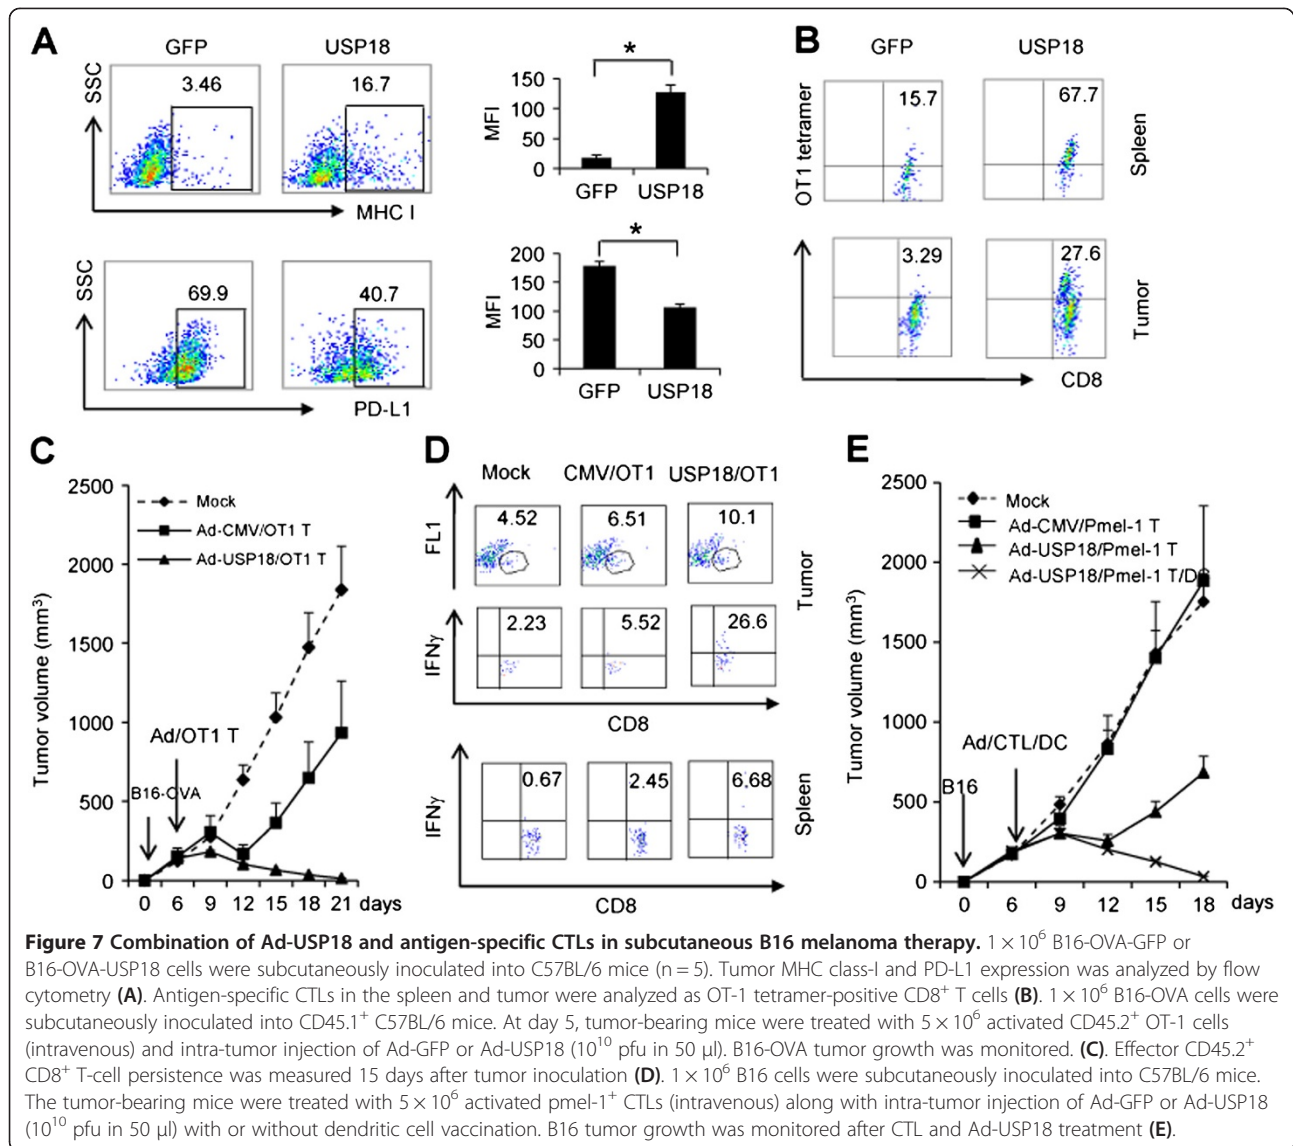 A
GFP
USP18
SSC
3.46
16.7
MHC I
*
150
100
50
0
MFI
GFP
USP18
SSC
69.9
40.7
PD-L1
*
200
150
100
50
0
MFI
GFP
USP18
B
GFP
USP18
OT1 tetramer
15.7
67.7
Spleen
3.29
27.6
Tumor
CD8
C
2500
2000
1500
1000
500
0
Tumor volume (mm³)
Mock
Ad-CMV/OT1 T
Ad-USP18/OT1 T
Ad/OT1 T
B16-OVA
0 6 9 12 15 18 21 days
D
Mock
CMV/OT1
USP18/OT1
FL1
4.52
6.51
10.1
Tumor
IFNγ
2.23
5.52
26.6
CD8
IFNγ
0.67
2.45
6.68
Spleen
CD8
E
2500
2000
1500
1000
500
0
Tumor volume (mm³)
Mock
Ad-CMV/Pmel-1 T
Ad-USP18/Pmel-1 T
Ad-USP18/Pmel-1 T/DC
Ad/CTL/DC
B16
0 6 9 12 15 18 days
Figure 7 Combination of Ad-USP18 and antigen-specific CTLs in subcutaneous B16 melanoma therapy. 1 × 10⁶ B16-OVA-GFP or
B16-OVA-USP18 cells were subcutaneously inoculated into C57BL/6 mice (n = 5). Tumor MHC class-I and PD-L1 expression was analyzed by flow
cytometry (A). Antigen-specific CTLs in the spleen and tumor were analyzed as OT-1 tetramer-positive CD8⁺ T cells (B). 1 × 10⁶ B16-OVA cells were
subcutaneously inoculated into CD45.1⁺ C57BL/6 mice. At day 5, tumor-bearing mice were treated with 5 × 10⁶ activated CD45.2⁺ OT-1 cells
(intravenous) and intra-tumor injection of Ad-GFP or Ad-USP18 (10¹⁰ pfu in 50 μl). B16-OVA tumor growth was monitored. (C). Effector CD45.2⁺
CD8⁺ T-cell persistence was measured 15 days after tumor inoculation (D). 1 × 10⁶ B16 cells were subcutaneously inoculated into C57BL/6 mice.
The tumor-bearing mice were treated with 5 × 10⁶ activated pmel-1⁺ CTLs (intravenous) along with intra-tumor injection of Ad-GFP or Ad-USP18
(10¹⁰ pfu in 50 μl) with or without dendritic cell vaccination. B16 tumor growth was monitored after CTL and Ad-USP18 treatment (E).